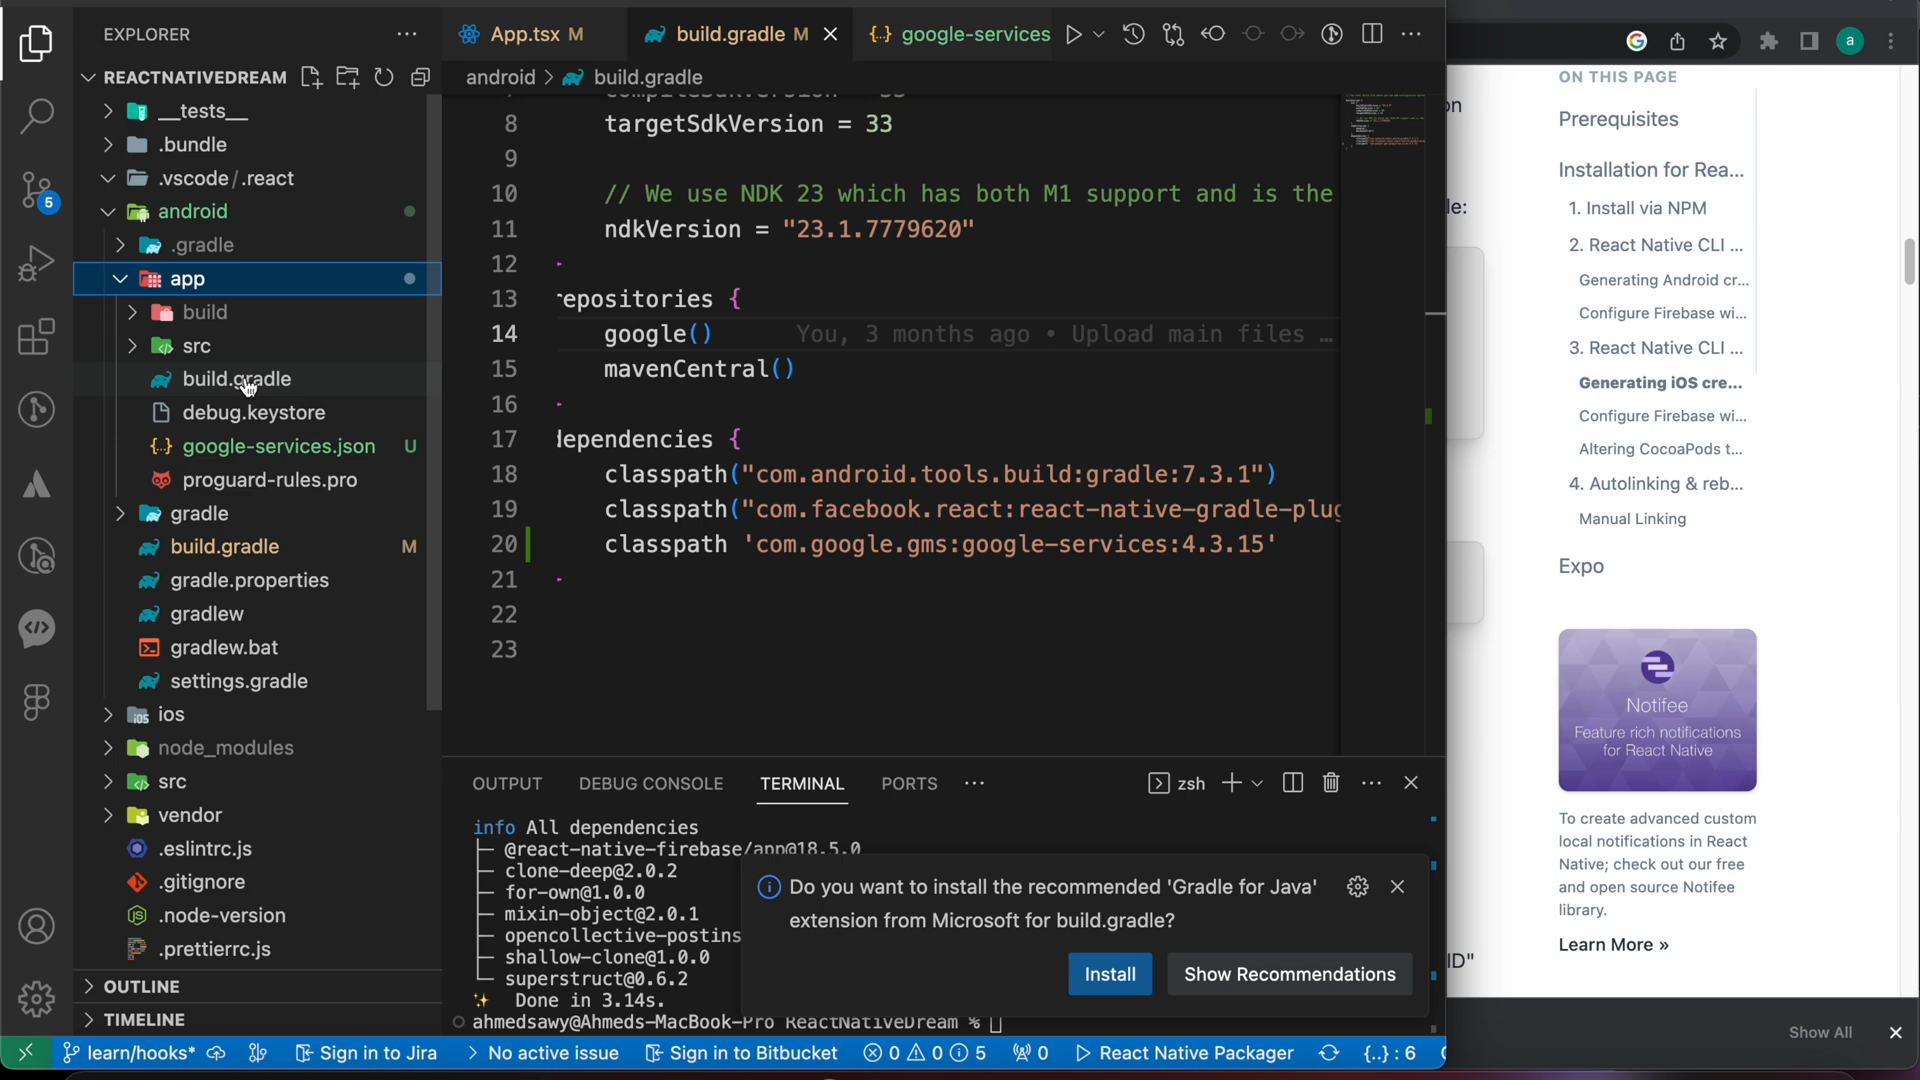 EXPLORER
REACTNATIVEDREAM
__tests__
.bundle
.vscode / .react
android
.gradle
app
build
src
build.gradle
debug.keystore
google-services.json U
proguard-rules.pro
gradle
build.gradle M
gradle.properties
gradlew
gradlew.bat
settings.gradle
ios
node_modules
src
vendor
.eslintrc.js
.gitignore
.node-version
.prettierrc.js
OUTLINE
TIMELINE
5
App.tsx M
build.gradle M
google-services
android > build.gradle
8 targetSdkVersion = 33
9
10 // We use NDK 23 which has both M1 support and is the
11 ndkVersion = "23.1.7779620"
12
13 repositories {
14 google() You, 3 months ago • Upload main files …
15 mavenCentral()
16
17 dependencies {
18 classpath("com.android.tools.build:gradle:7.3.1")
19 classpath("com.facebook.react:react-native-gradle-plug
20 classpath 'com.google.gms:google-services:4.3.15'
21
22
23
OUTPUT DEBUG CONSOLE TERMINAL PORTS
zsh
info All dependencies
├─ @react-native-firebase/app@18.5.0
├─ clone-deep@2.0.2
├─ for-own@1.0.0
├─ mixin-object@2.0.1
├─ opencollective-postins
├─ shallow-clone@1.0.0
└─ superstruct@0.6.2
✨ Done in 3.14s.
ahmedsawy@Ahmeds-MacBook-Pro ReactNativeDream %
Do you want to install the recommended 'Gradle for Java'
extension from Microsoft for build.gradle?
Install
Show Recommendations
learn/hooks* Sign in to Jira No active issue Sign in to Bitbucket 0 0 5 0 React Native Packager {..} : 6
a
ON THIS PAGE
Prerequisites
Installation for Rea...
1. Install via NPM
2. React Native CLI ...
Generating Android cr...
Configure Firebase wi...
3. React Native CLI ...
Generating iOS cre...
Configure Firebase wi...
Altering CocoaPods t...
4. Autolinking & reb...
Manual Linking
Expo
Notifee
Feature rich notifications
for React Native
To create advanced custom
local notifications in React
Native; check out our free
and open source Notifee
library.
Learn More »
on
le:
ID"
Show All